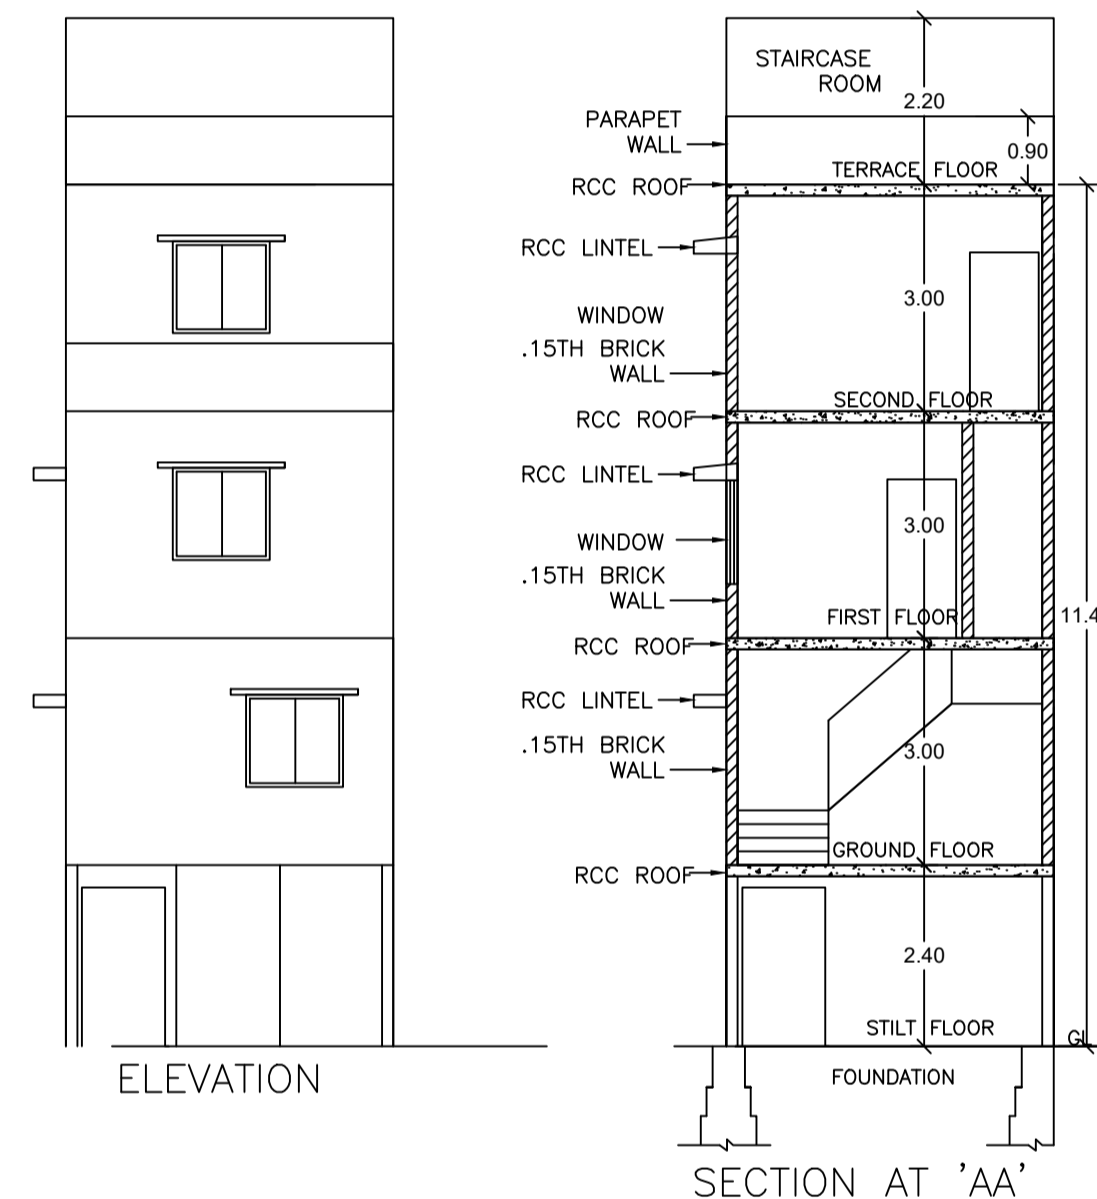 STAIRCASE
ROOM
2.20
PARAPET
WALL
0.90
TERRACE FLOOR
RCC ROOF
RCC LINTEL
3.00
WINDOW
.15TH BRICK
WALL
SECOND FLOOR
RCC ROOF
RCC LINTEL
3.00
WINDOW
.15TH BRICK
WALL
FIRST FLOOR
11.4
RCC ROOF
RCC LINTEL
.15TH BRICK
WALL
3.00
GROUND FLOOR
RCC ROOF
2.40
STILT FLOOR
GL
FOUNDATION
ELEVATION
SECTION AT 'AA'